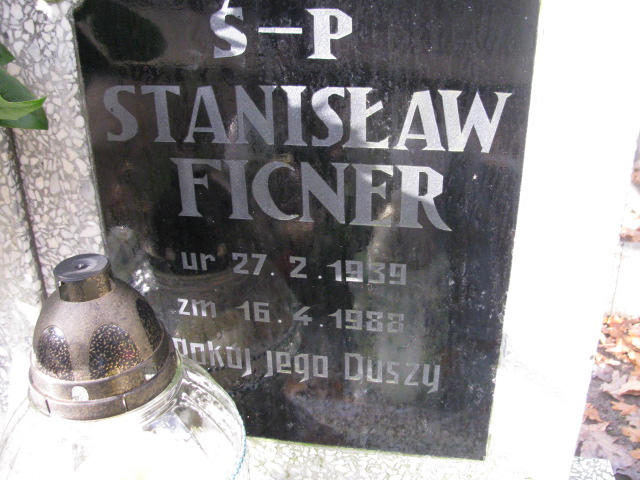 Ś-P
STANISŁAW
FICNER
ur 27.2.1939
zm 16.4.1988
pokój Jego Duszy